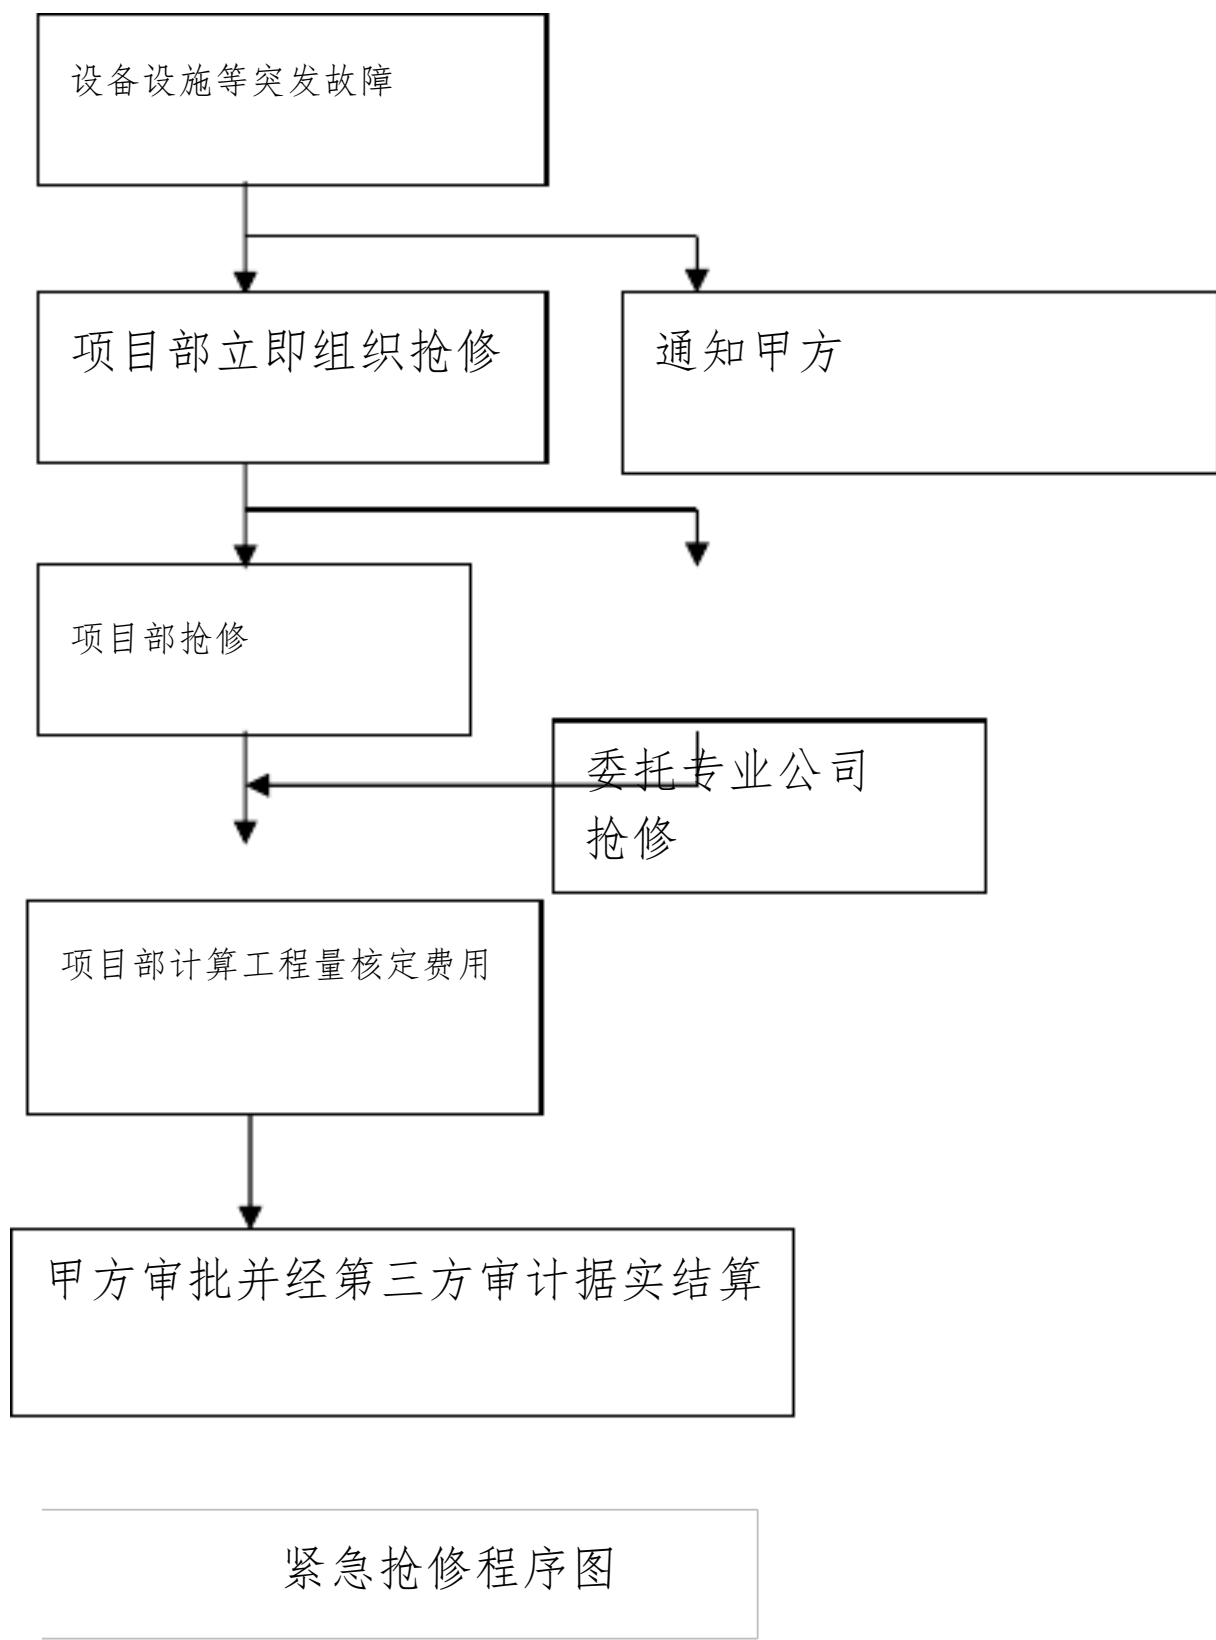 设备设施等突发故障
项目部立即组织抢修
通知甲方
项目部抢修
委托专业公司
抢修
项目部计算工程量核定费用
甲方审批并经第三方审计据实结算
紧急抢修程序图